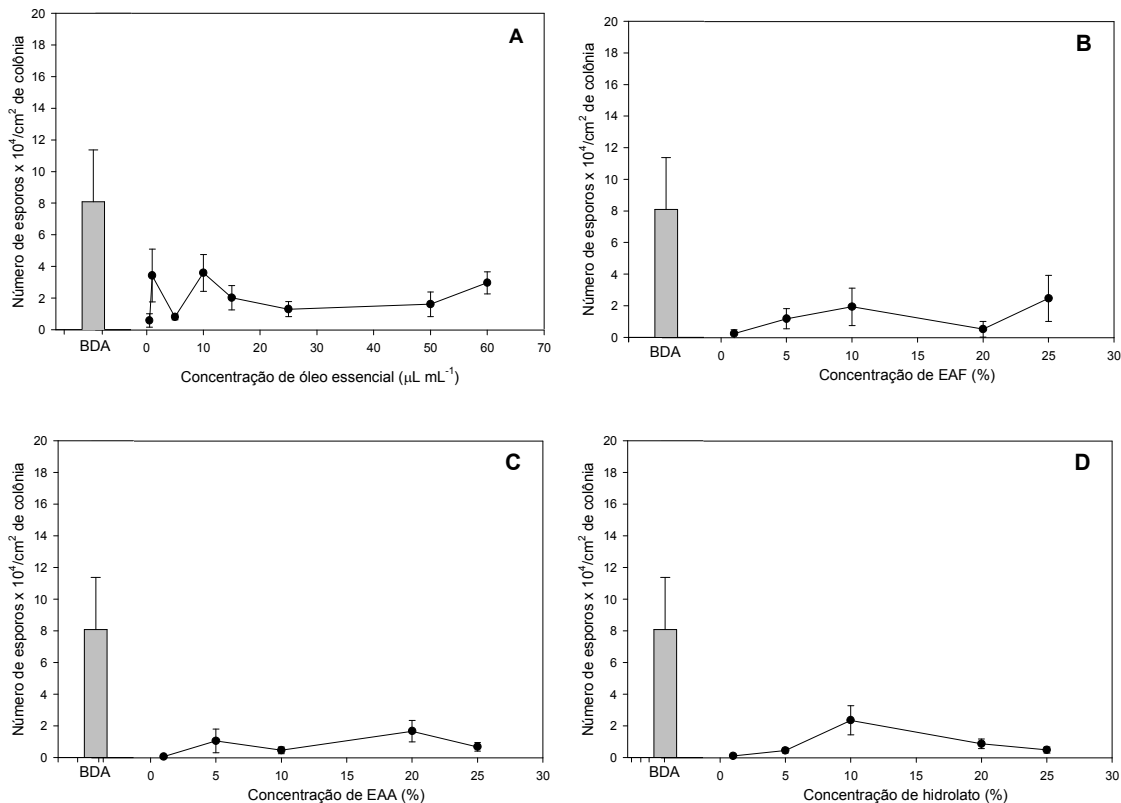 A
Número de esporos x 10⁴/cm² de colônia
20
18
16
14
12
10
8
6
4
2
0
BDA
0 10 20 30 40 50 60 70
Concentração de óleo essencial (μL mL⁻¹)
B
Número de esporos x 10⁴/cm² de colônia
20
18
16
14
12
10
8
6
4
2
0
BDA
0 5 10 15 20 25 30
Concentração de EAF (%)
C
Número de esporos x 10⁴/cm² de colônia
20
18
16
14
12
10
8
6
4
2
0
BDA
0 5 10 15 20 25 30
Concentração de EAA (%)
D
Número de esporos x 10⁴/cm² de colônia
20
18
16
14
12
10
8
6
4
2
0
BDA
0 5 10 15 20 25 30
Concentração de hidrolato (%)